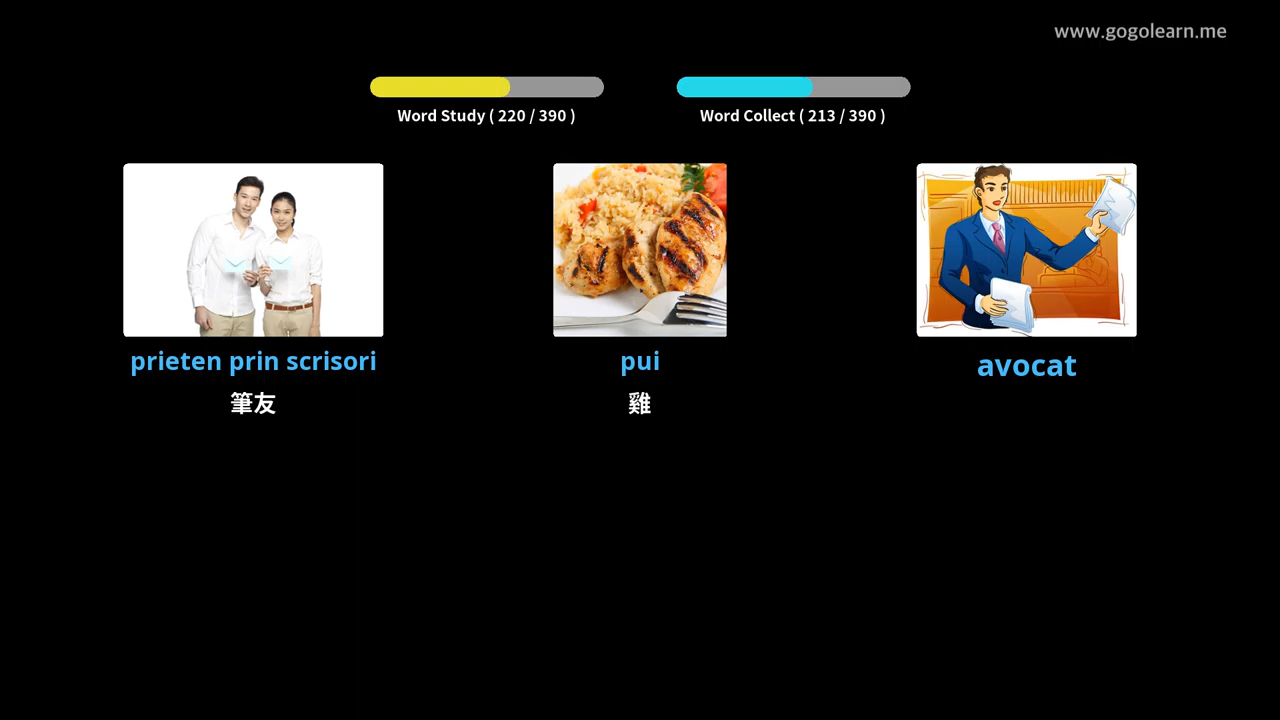 www.gogolearn.me
Word Study ( 220 / 390 )
Word Collect ( 213 / 390 )
prieten prin scrisori
pui
avocat
筆友
雞